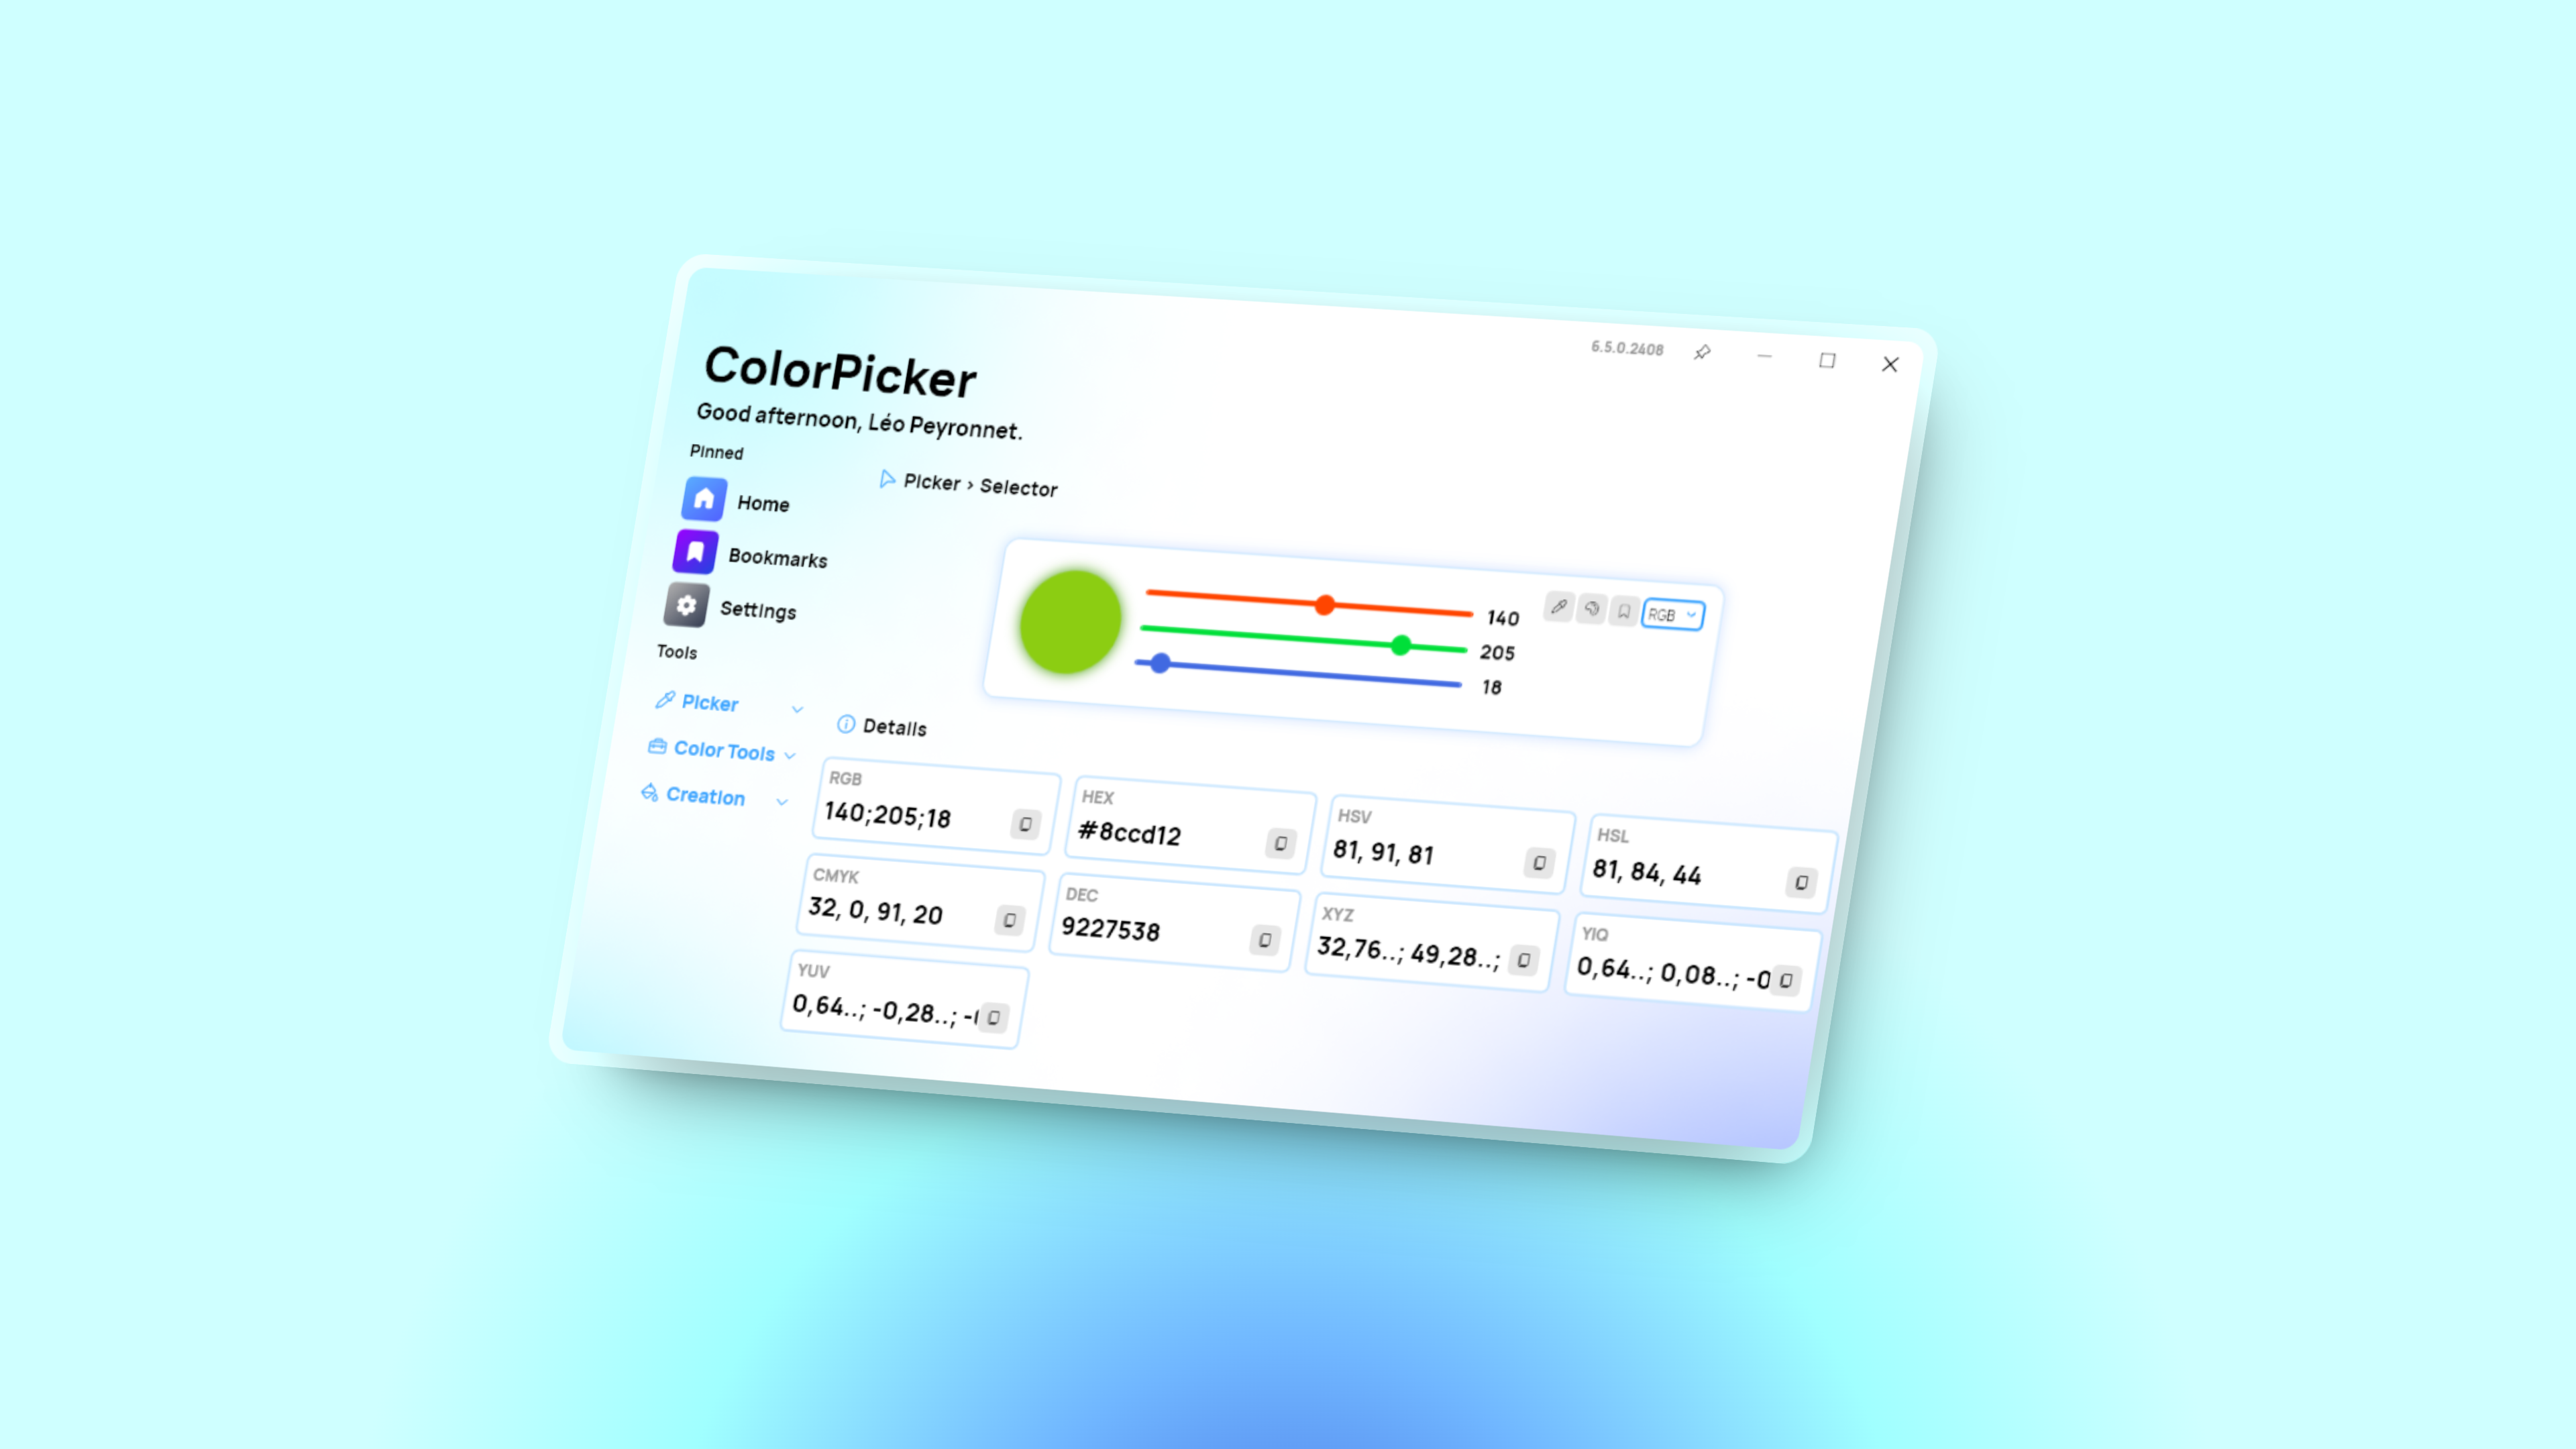 6.5.0.2408
ColorPicker
Good afternoon, Léo Peyronnet.
Pinned
Home
Bookmarks
Settings
Tools
Picker
Color Tools
Creation
Picker > Selector
140
205
18
RGB
Details
RGB
140;205;18
HEX
#8ccd12
HSV
81, 91, 81
HSL
81, 84, 44
CMYK
32, 0, 91, 20
DEC
9227538
XYZ
32,76..; 49,28..;
YIQ
0,64..; 0,08..; -0
YUV
0,64..; -0,28..; -